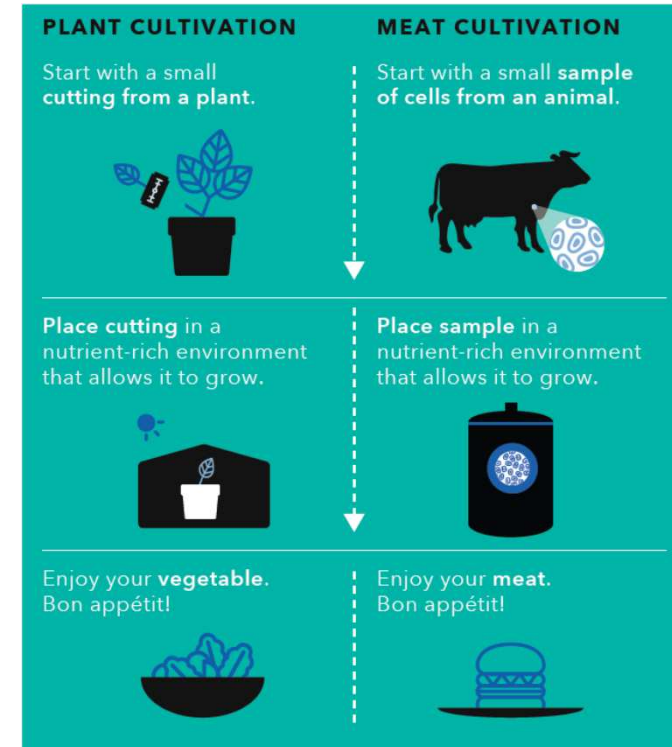 PLANT CULTIVATION
Start with a small
cutting from a plant.
MEAT CULTIVATION
Start with a small sample
of cells from an animal.
Place cutting in a
nutrient-rich environment
that allows it to grow.
Place sample in a
nutrient-rich environment
that allows it to grow.
Enjoy your vegetable.
Bon appétit!
Enjoy your meat.
Bon appétit!